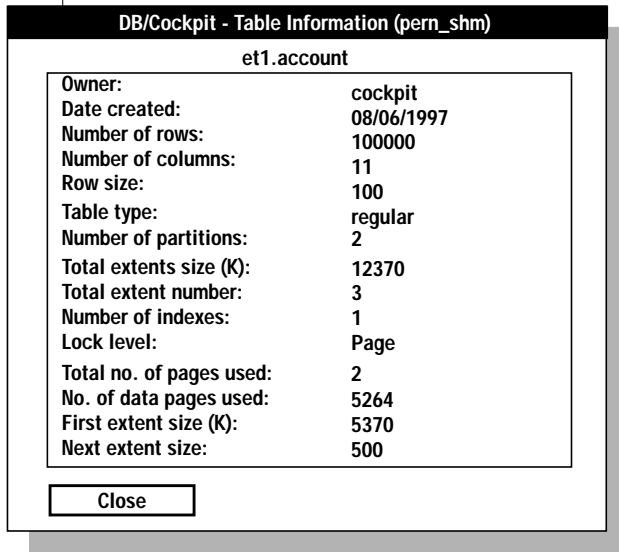 DB/Cockpit - Table Information (pern_shm)
et1.account
Owner: cockpit
Date created: 08/06/1997
Number of rows: 100000
Number of columns: 11
Row size: 100
Table type: regular
Number of partitions: 2
Total extents size (K): 12370
Total extent number: 3
Number of indexes: 1
Lock level: Page
Total no. of pages used: 2
No. of data pages used: 5264
First extent size (K): 5370
Next extent size: 500
Close